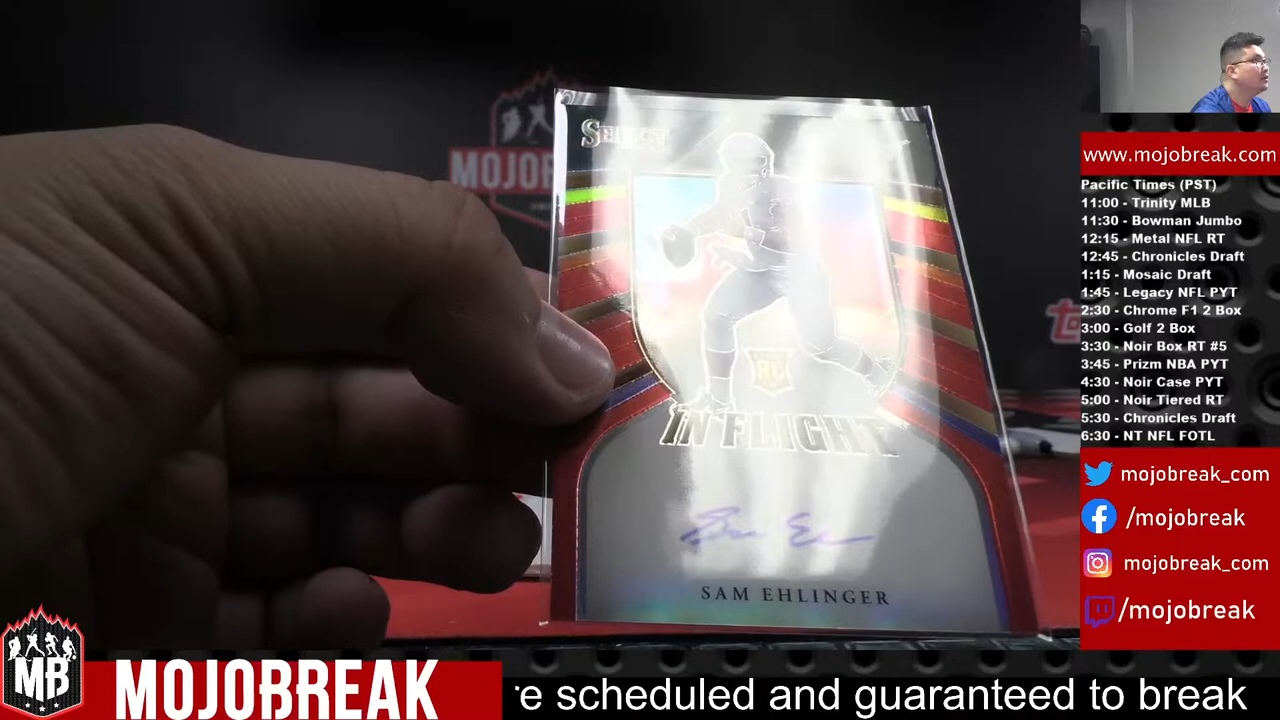 SELECT
MOJOBREAK
RC
IN FLIGHT
SAM EHLINGER
www.mojobreak.com
Pacific Times (PST)
11:00 - Trinity MLB
11:30 - Bowman Jumbo
12:15 - Metal NFL RT
12:45 - Chronicles Draft
1:15 - Mosaic Draft
1:45 - Legacy NFL PYT
2:30 - Chrome F1 2 Box
3:00 - Golf 2 Box
3:30 - Noir Box RT #5
3:45 - Prizm NBA PYT
4:30 - Noir Case PYT
5:00 - Noir Tiered RT
5:30 - Chronicles Draft
6:30 - NT NFL FOTL
mojobreak_com
/mojobreak
mojobreak_com
/mojobreak
MB
MOJOBREAK
e scheduled and guaranteed to break